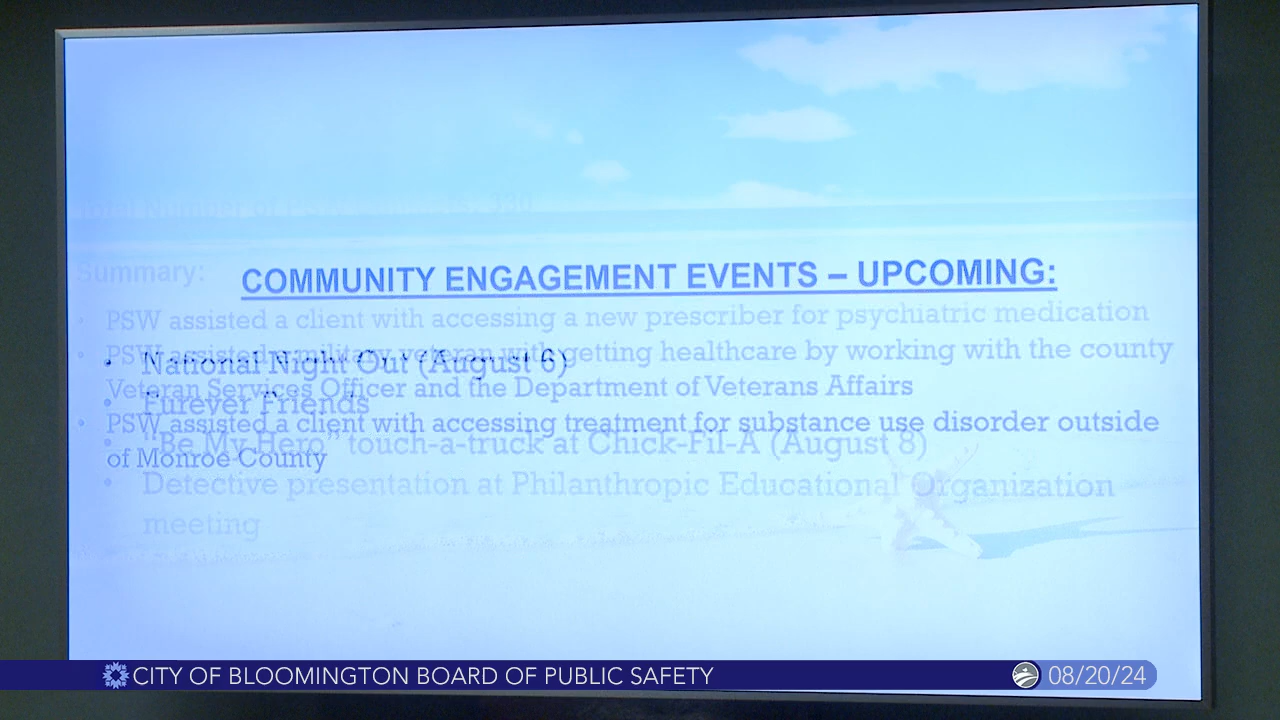 Total Number of PSW Contacts: 330
Summary:
COMMUNITY ENGAGEMENT EVENTS – UPCOMING:
• PSW assisted a client with accessing a new prescriber for psychiatric medication
• PSW assisted military veteran with getting healthcare by working with the county
Veteran Services Officer and the Department of Veterans Affairs
• PSW assisted a client with accessing treatment for substance use disorder outside
of Monroe County
• National Night Out (August 6)
• Furever Friends
• "Be My Hero" touch-a-truck at Chick-Fil-A (August 8)
• Detective presentation at Philanthropic Educational Organization
meeting
CITY OF BLOOMINGTON BOARD OF PUBLIC SAFETY
08/20/24